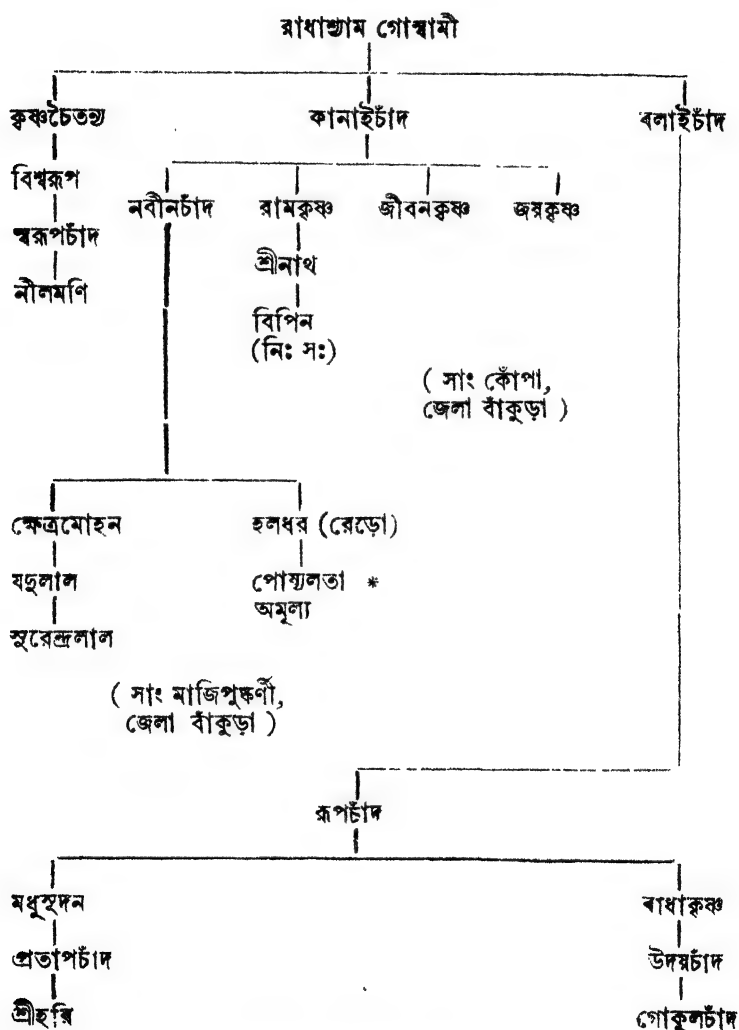 রাধাশ্যাম গোস্বামী
কৃষ্ণচৈতন্য কানাইচাঁদ বলাইচাঁদ
বিশ্বরূপ
নবীনচাঁদ রামকৃষ্ণ জীবনকৃষ্ণ জয়কৃষ্ণ
স্বরূপচাঁদ
শ্রীনাথ
নীলমণি
বিপিন
(নিঃ সঃ)
( সাং কোঁপা,
জেলা বাঁকুড়া )
ক্ষেত্রমোহন হলধর (রেড়ো)
যদুলাল পোষ্যলতা *
অমূল্য
সুরেন্দ্রলাল
( সাং মাজিপুষ্কর্ণী,
জেলা বাঁকুড়া )
রূপচাঁদ
মধুসূদন রাধাকৃষ্ণ
প্রতাপচাঁদ উদয়চাঁদ
শ্রীহরি গোকুলচাঁদ